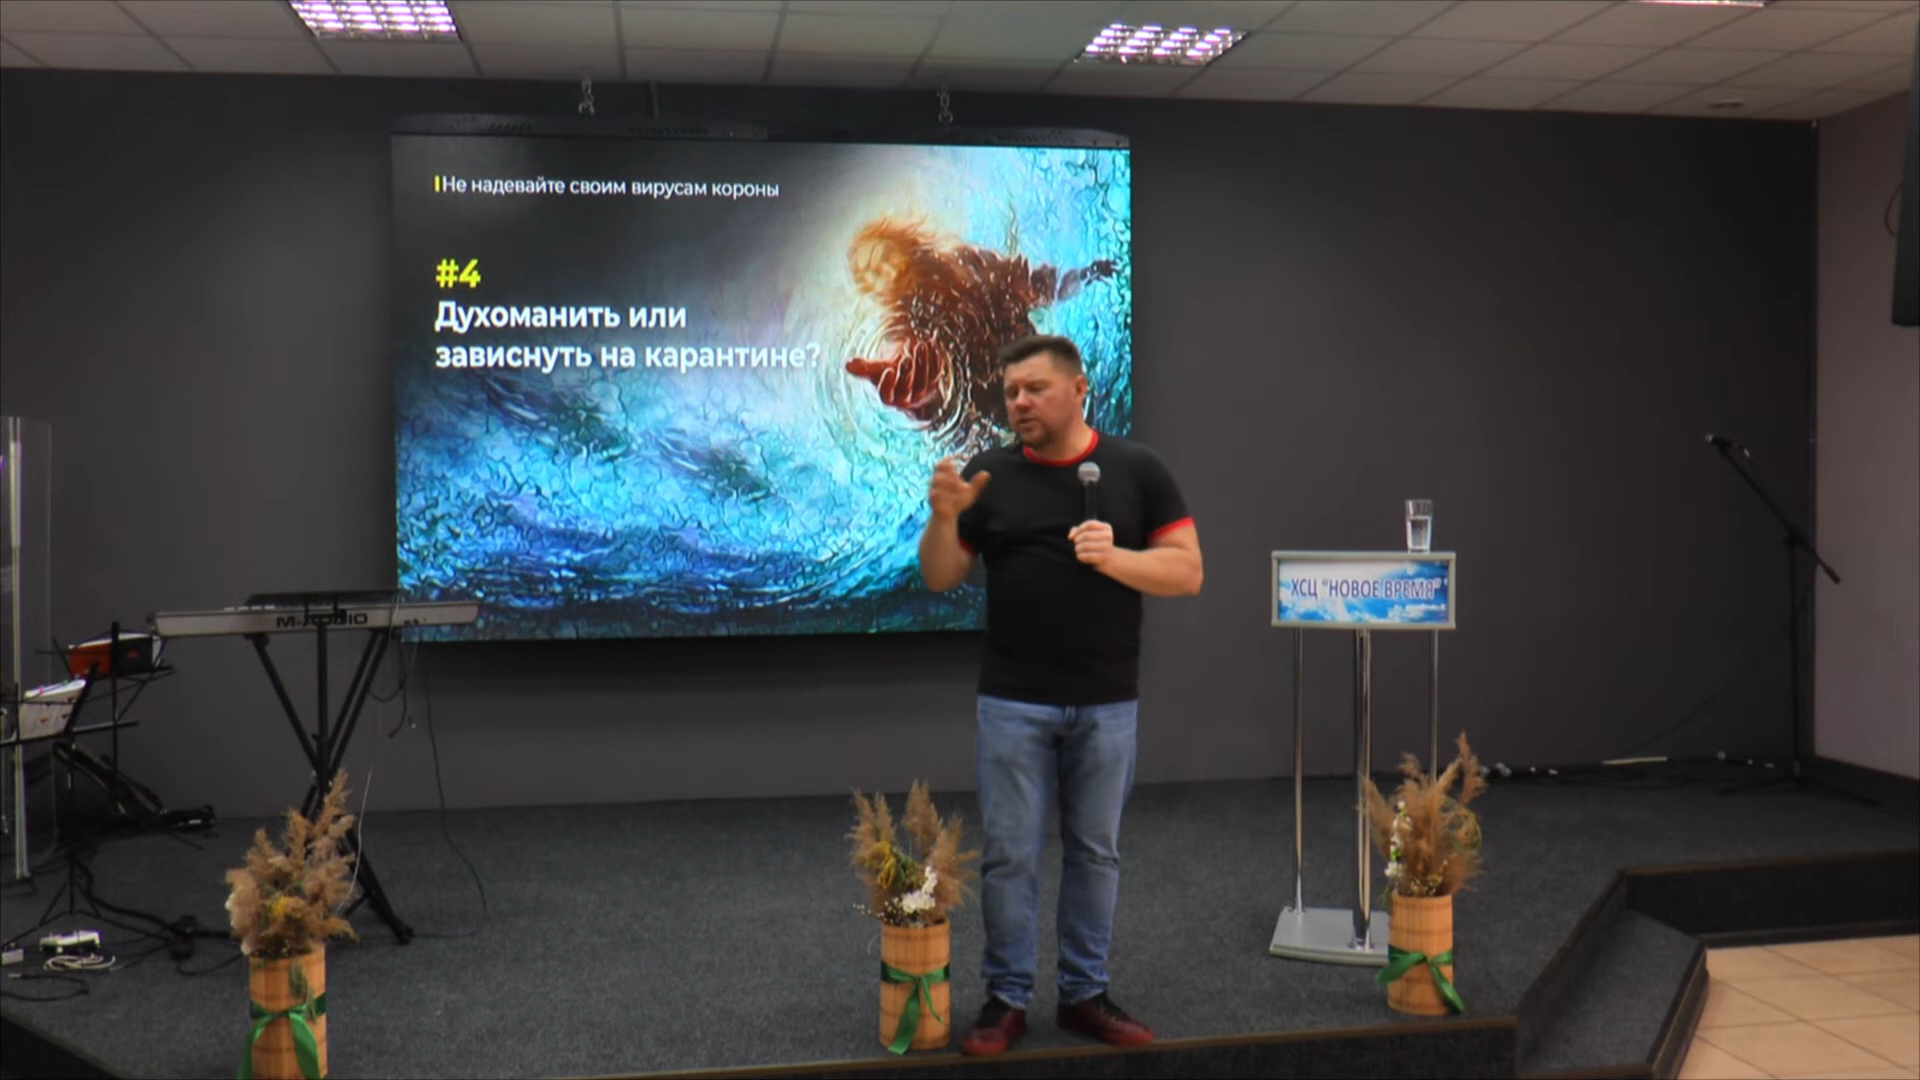 Не надевайте своим вирусам короны
#4
Духоманить или
зависнуть на карантине?
M-AUDIO
ХСЦ "НОВОЕ ВРЕМЯ"